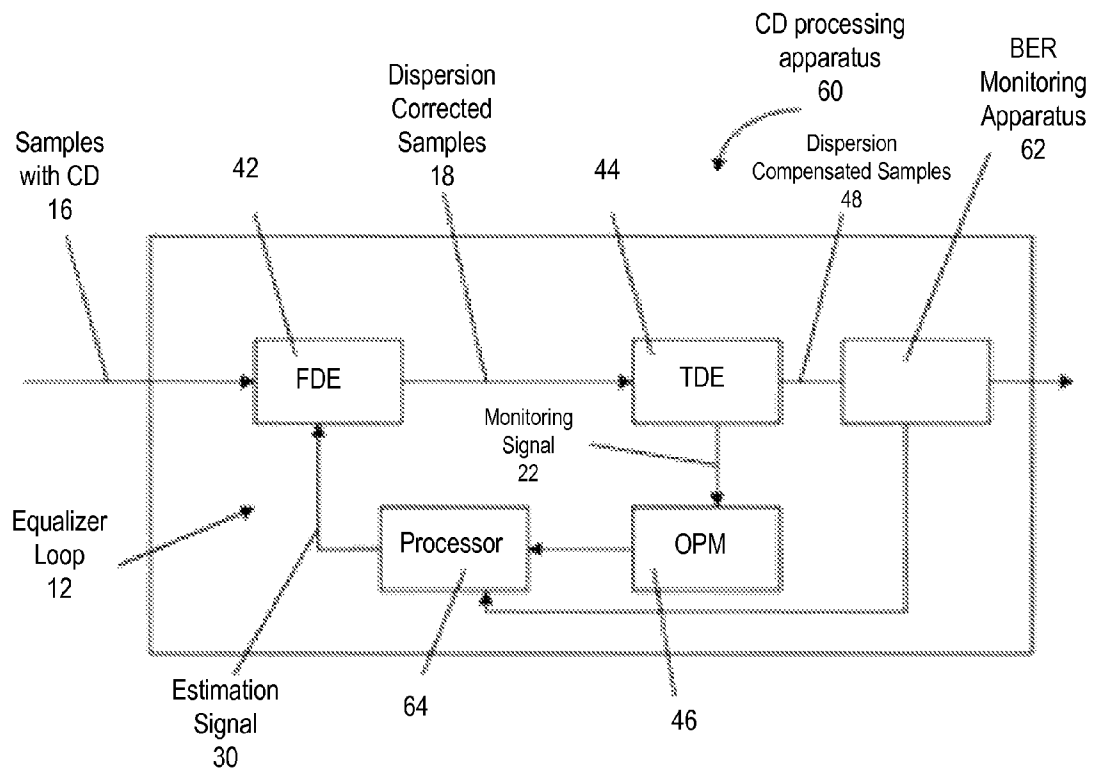 CD processing
apparatus
60
BER
Monitoring
Apparatus
62
Dispersion
Corrected
Samples
18
Samples
with CD
16
42
44
Dispersion
Compensated Samples
48
FDE
TDE
Monitoring
Signal
22
Equalizer
Loop
12
Processor
OPM
Estimation
Signal
30
64
46